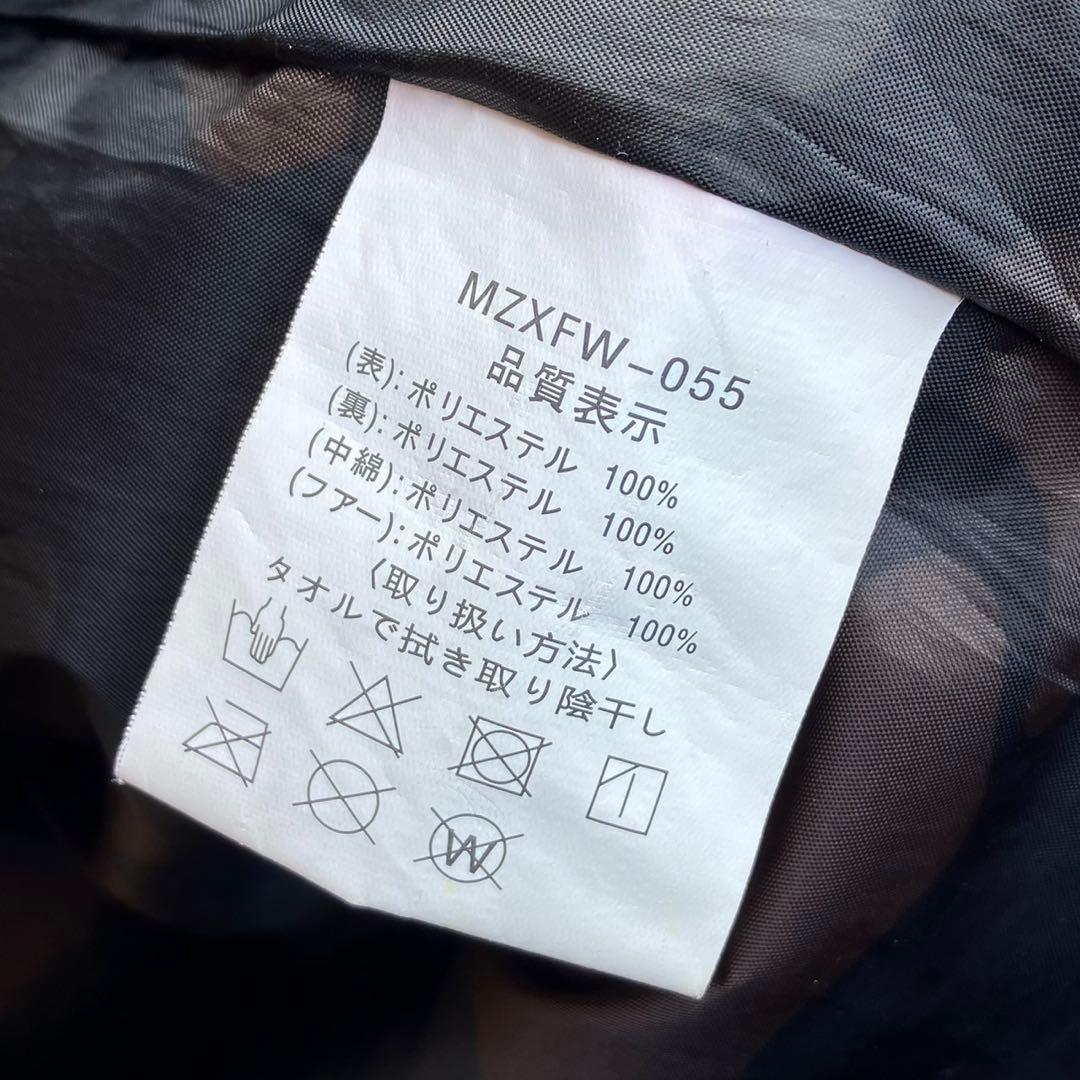 MZXFW-055
品質表示
(表):ポリエステル 100%
(裏):ポリエステル 100%
(中綿):ポリエステル 100%
(フアー):ポリエステル 100%
〈取り扱い方法〉
タオルで拭き取り陰干し
W